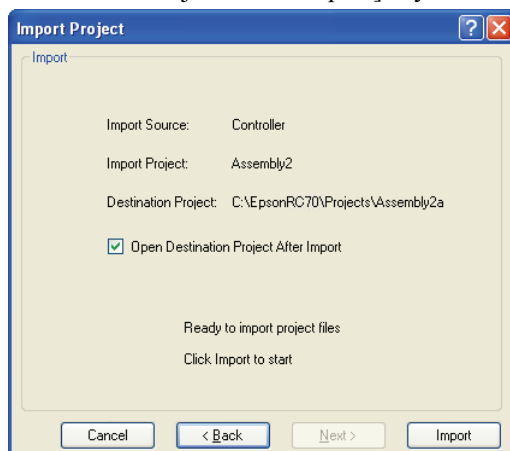 Import Project
Import
Import Source: Controller
Import Project: Assembly2
Destination Project: C:\EpsonRC70\Projects\Assembly2a
Open Destination Project After Import
Ready to import project files
Click Import to start
Cancel < Back Next > Import